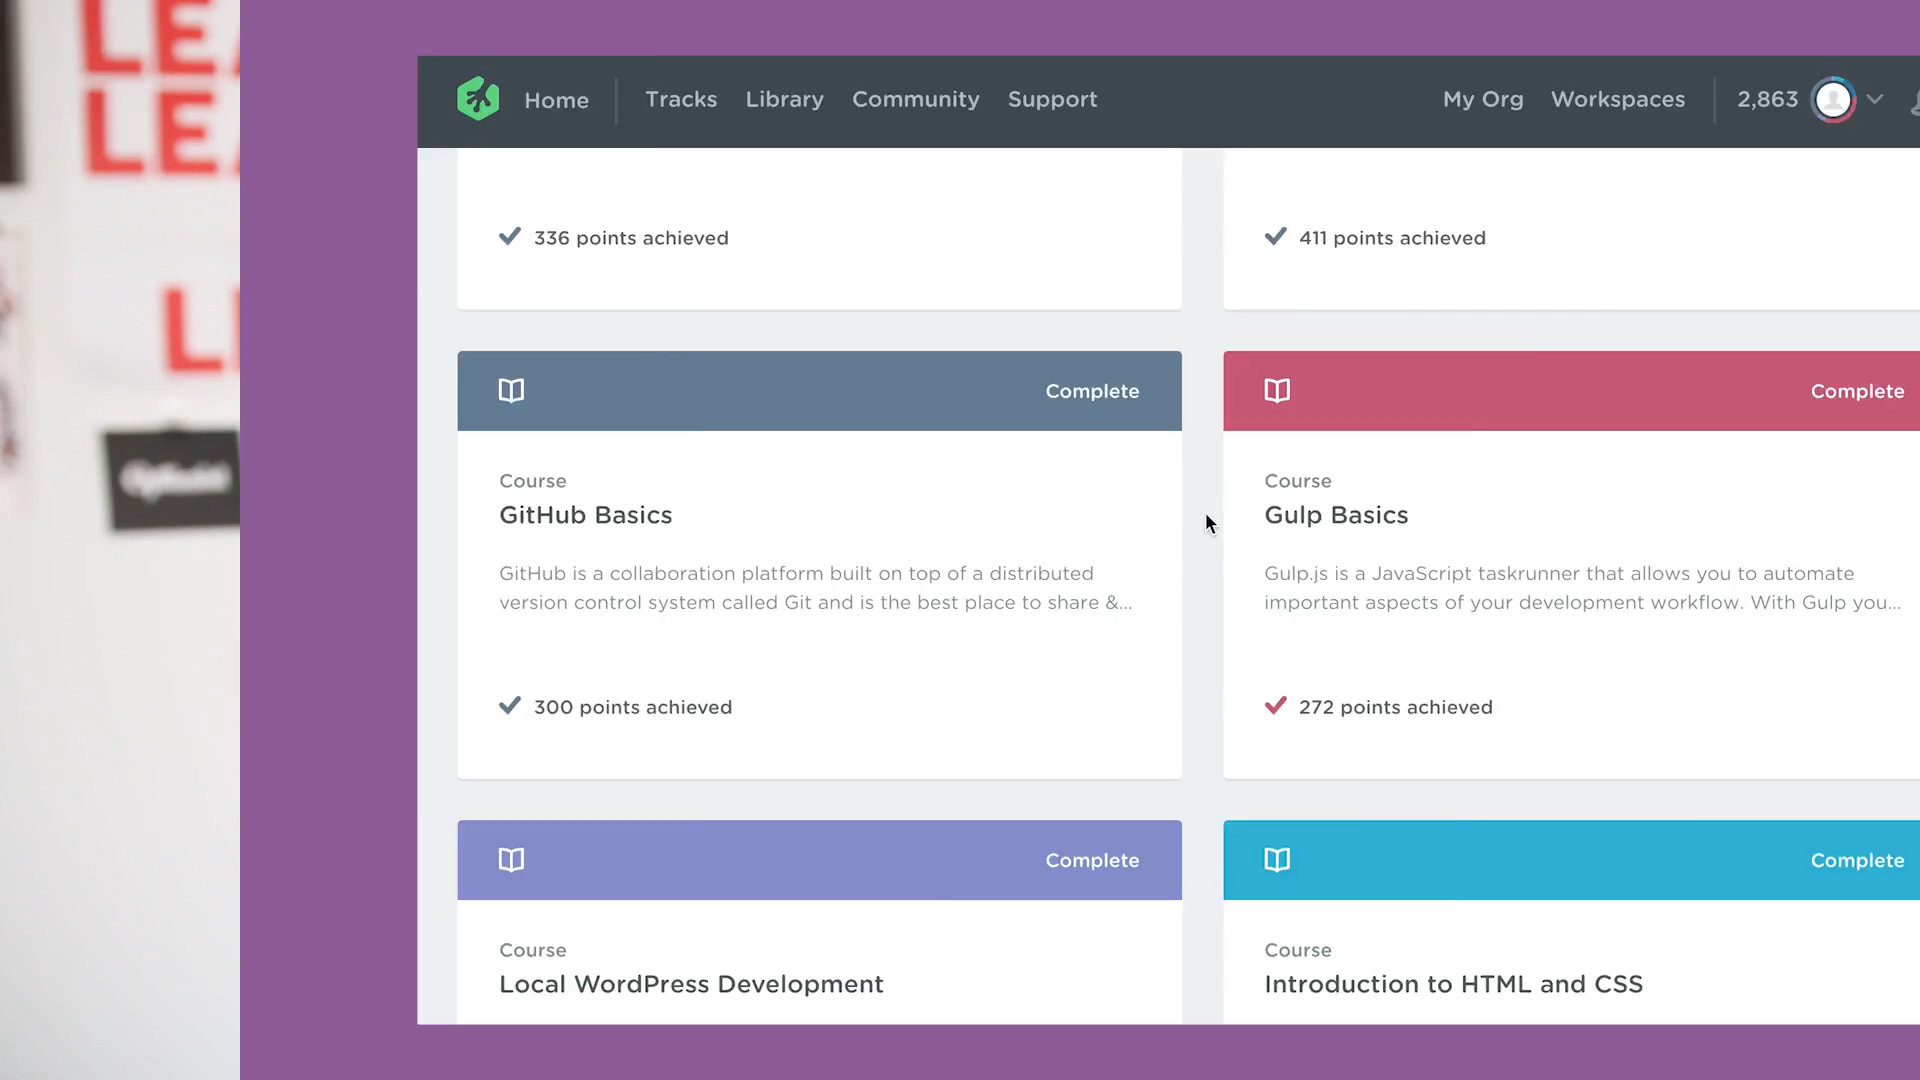 LEA
LEA
L
Home
Tracks
Library
Community
Support
My Org
Workspaces
2,863
336 points achieved
411 points achieved
Complete
Complete
Course
GitHub Basics
GitHub is a collaboration platform built on top of a distributed
version control system called Git and is the best place to share &...
300 points achieved
Course
Gulp Basics
Gulp.js is a JavaScript taskrunner that allows you to automate
important aspects of your development workflow. With Gulp you...
272 points achieved
Complete
Complete
Course
Local WordPress Development
Course
Introduction to HTML and CSS